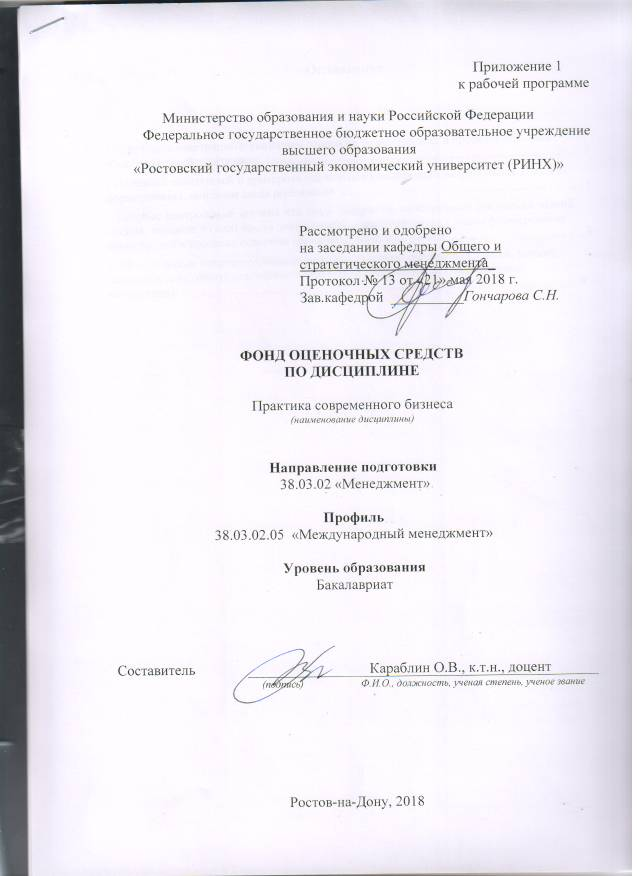 Приложение 1
к рабочей программе
Министерство образования и науки Российской Федерации
Федеральное государственное бюджетное образовательное учреждение
высшего образования
«Ростовский государственный экономический университет (РИНХ)»
Рассмотрено и одобрено
на заседании кафедры Общего и
стратегического менеджмента
Протокол № 13 от «21» мая 2018 г.
Зав.кафедрой Гончарова С.Н.
ФОНД ОЦЕНОЧНЫХ СРЕДСТВ
ПО ДИСЦИПЛИНЕ
Практика современного бизнеса
(наименование дисциплины)
Направление подготовки
38.03.02 «Менеджмент»
Профиль
38.03.02.05 «Международный менеджмент»
Уровень образования
Бакалавриат
Составитель Караблин О.В., к.т.н., доцент
(подпись) Ф.И.О., должность, ученая степень, ученое звание
Ростов-на-Дону, 2018